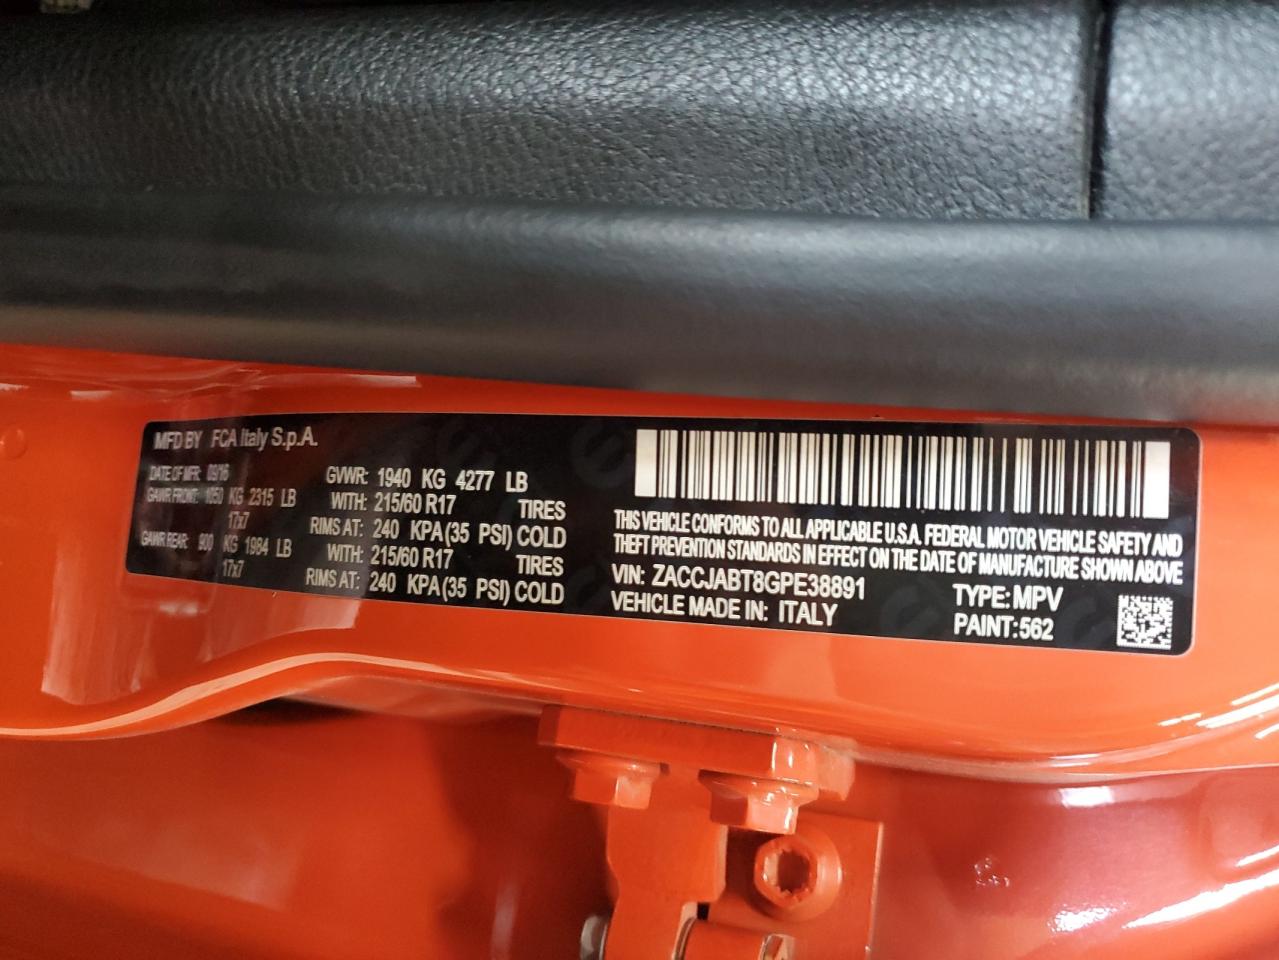 MFD BY FCA Italy S.p.A.
DATE OF MFR: 09/16 GVWR: 1940 KG 4277 LB
GAWR FRONT: 1050 KG 2315 LB WITH: 215/60 R17 TIRES
17x7 RIMS AT: 240 KPA(35 PSI) COLD
GAWR REAR: 900 KG 1984 LB WITH: 215/60 R17 TIRES
17x7 RIMS AT: 240 KPA(35 PSI) COLD
THIS VEHICLE CONFORMS TO ALL APPLICABLE U.S.A. FEDERAL MOTOR VEHICLE SAFETY AND
THEFT PREVENTION STANDARDS IN EFFECT ON THE DATE OF MANUFACTURE SHOWN ABOVE
VIN: ZACCJABT8GPE38891 TYPE: MPV
VEHICLE MADE IN: ITALY PAINT: 562